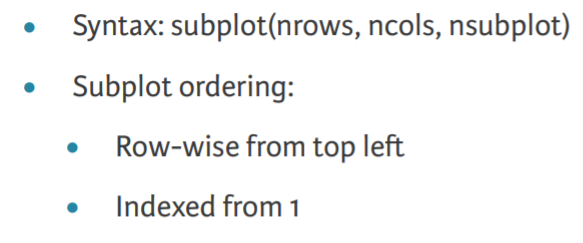 • Syntax: subplot(nrows, ncols, nsubplot)
• Subplot ordering:
• Row-wise from top left
• Indexed from 1